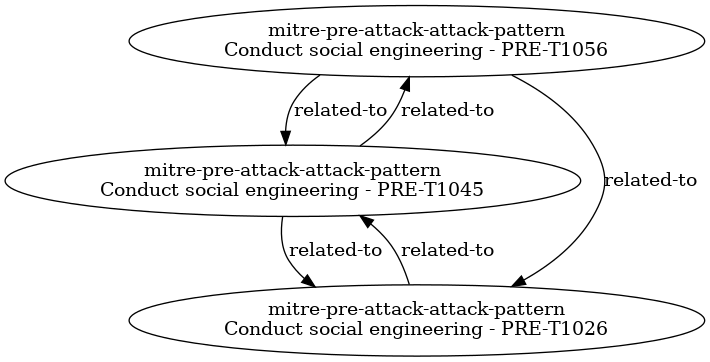 mitre-pre-attack-attack-pattern
Conduct social engineering - PRE-T1056
related-to
related-to
mitre-pre-attack-attack-pattern
Conduct social engineering - PRE-T1045
related-to
related-to
related-to
mitre-pre-attack-attack-pattern
Conduct social engineering - PRE-T1026